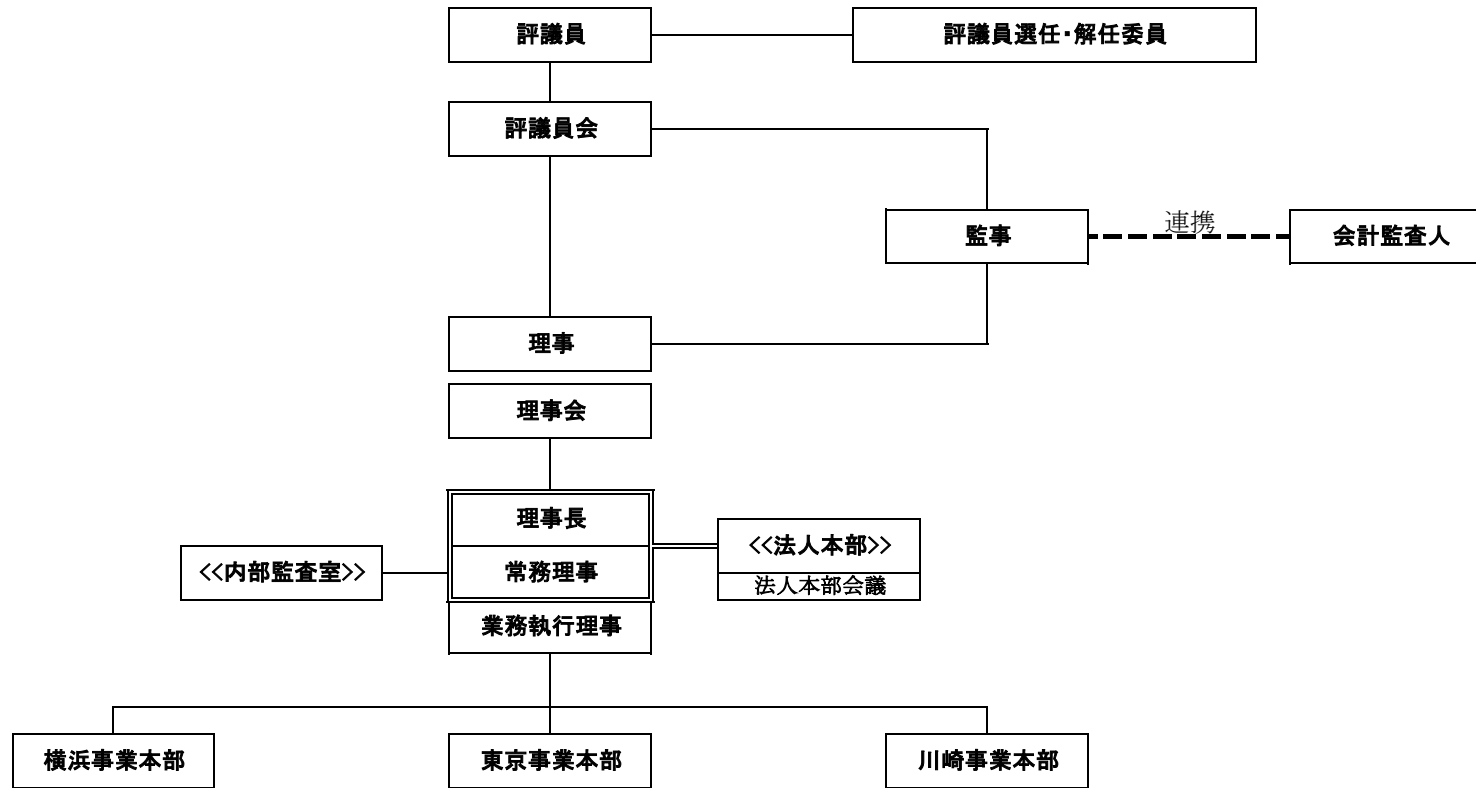 評議員
評議員選任・解任委員
評議員会
監事
連携
会計監査人
理事
理事会
理事長
<<法人本部>>
<<内部監査室>>
常務理事
法人本部会議
業務執行理事
横浜事業本部
東京事業本部
川崎事業本部